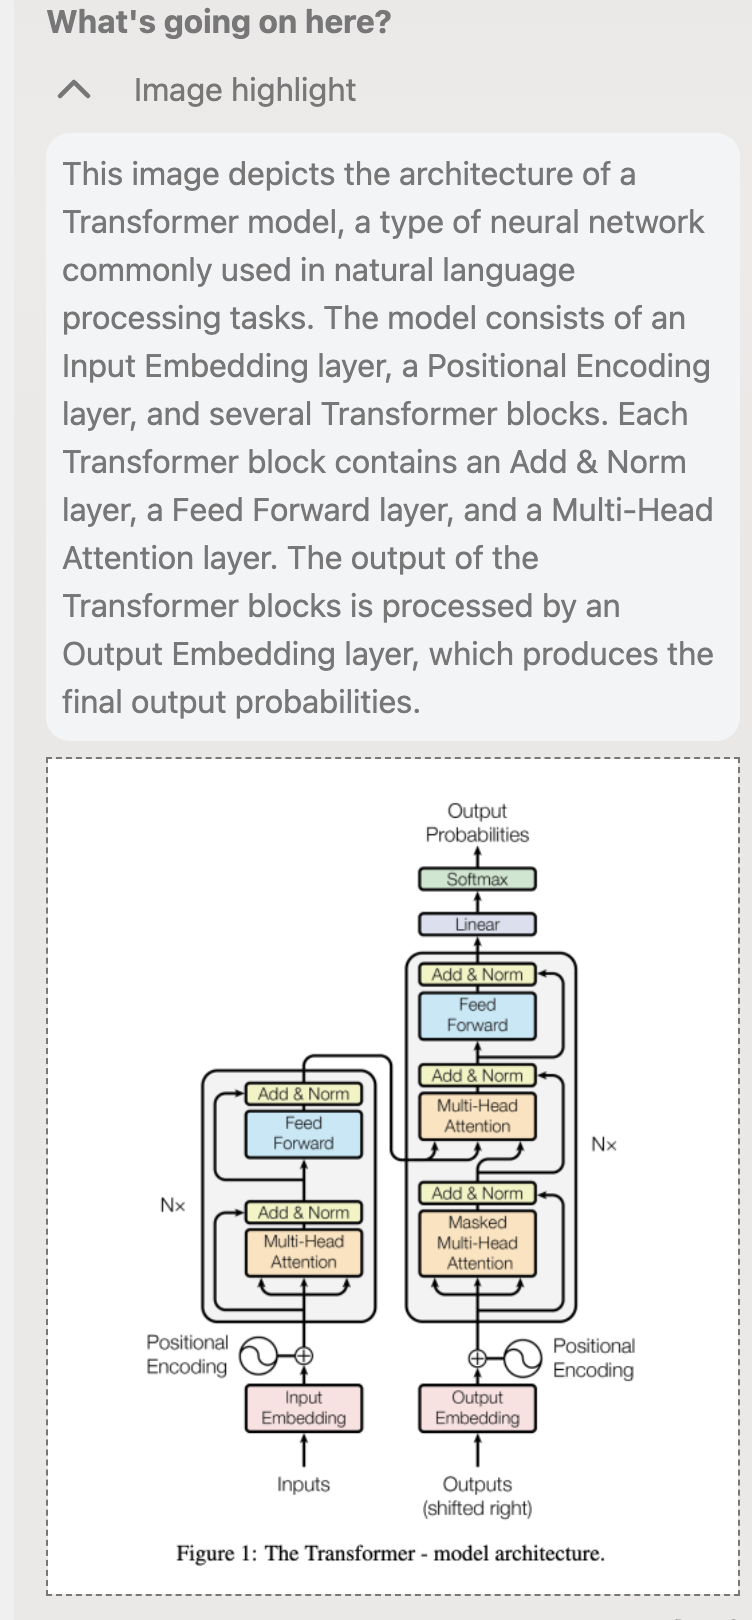 What's going on here?
Image highlight
This image depicts the architecture of a
Transformer model, a type of neural network
commonly used in natural language
processing tasks. The model consists of an
Input Embedding layer, a Positional Encoding
layer, and several Transformer blocks. Each
Transformer block contains an Add & Norm
layer, a Feed Forward layer, and a Multi-Head
Attention layer. The output of the
Transformer blocks is processed by an
Output Embedding layer, which produces the
final output probabilities.
Output
Probabilities
Softmax
Linear
Add & Norm
Feed
Forward
Add & Norm
Multi-Head
Attention
Nx
Add & Norm
Masked
Multi-Head
Attention
Add & Norm
Feed
Forward
Nx
Add & Norm
Multi-Head
Attention
Positional
Encoding
Positional
Encoding
Input
Embedding
Output
Embedding
Inputs
Outputs
(shifted right)
Figure 1: The Transformer - model architecture.